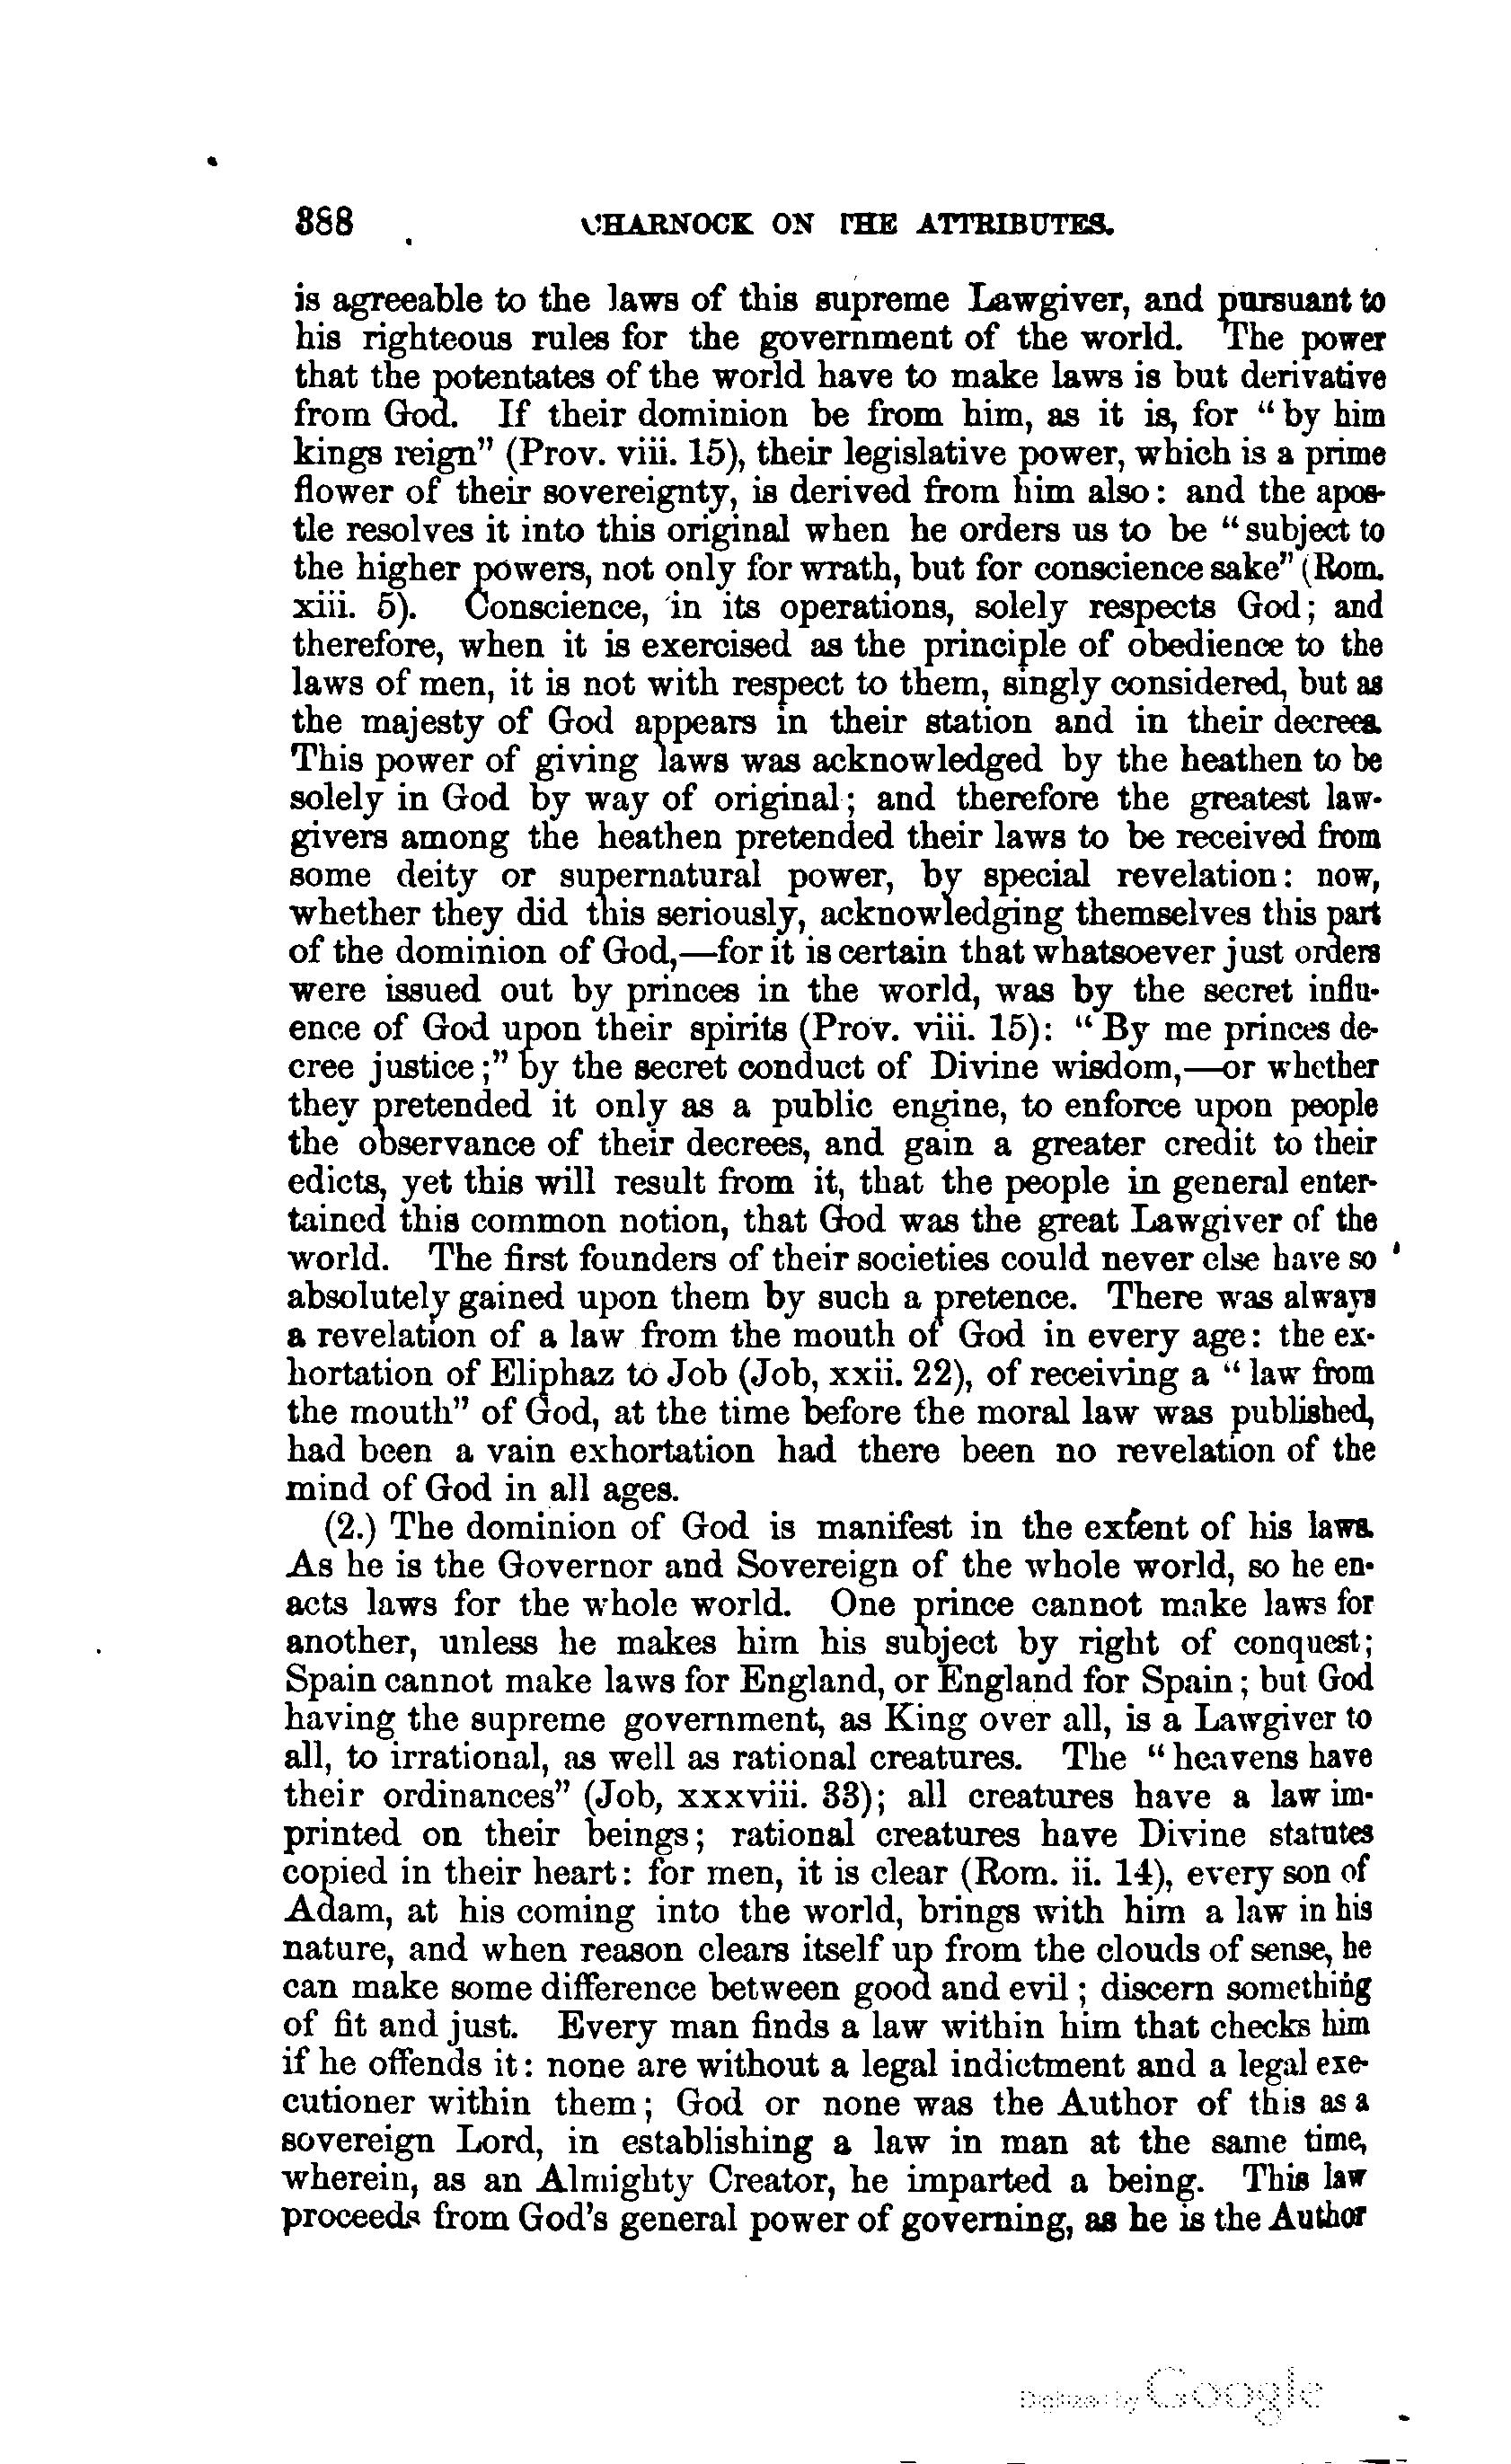 388 CHARNOCK ON THE ATTRIBUTES.
is agreeable to the laws of this supreme Lawgiver, and pursuant to
his righteous rules for the government of the world. The power
that the potentates of the world have to make laws is but derivative
from God. If their dominion be from him, as it is, for “by him
kings reign” (Prov. viii. 15), their legislative power, which is a prime
flower of their sovereignty, is derived from him also: and the apos-
tle resolves it into this original when he orders us to be “subject to
the higher powers, not only for wrath, but for conscience sake” (Rom.
xiii. 5). Conscience, in its operations, solely respects God; and
therefore, when it is exercised as the principle of obedience to the
laws of men, it is not with respect to them, singly considered, but as
the majesty of God appears in their station and in their decrees.
This power of giving laws was acknowledged by the heathen to be
solely in God by way of original; and therefore the greatest law-
givers among the heathen pretended their laws to be received from
some deity or supernatural power, by special revelation: now,
whether they did this seriously, acknowledging themselves this part
of the dominion of God,—for it is certain that whatsoever just orders
were issued out by princes in the world, was by the secret influ-
ence of God upon their spirits (Prov. viii. 15): “By me princes de-
cree justice;” by the secret conduct of Divine wisdom,—or whether
they pretended it only as a public engine, to enforce upon people
the observance of their decrees, and gain a greater credit to their
edicts, yet this will result from it, that the people in general enter-
tained this common notion, that God was the great Lawgiver of the
world. The first founders of their societies could never else have so
absolutely gained upon them by such a pretence. There was always
a revelation of a law from the mouth of God in every age: the ex-
hortation of Eliphaz to Job (Job, xxii. 22), of receiving a “law from
the mouth” of God, at the time before the moral law was published,
had been a vain exhortation had there been no revelation of the
mind of God in all ages.
(2.) The dominion of God is manifest in the extent of his laws.
As he is the Governor and Sovereign of the whole world, so he en-
acts laws for the whole world. One prince cannot make laws for
another, unless he makes him his subject by right of conquest;
Spain cannot make laws for England, or England for Spain; but God
having the supreme government, as King over all, is a Lawgiver to
all, to irrational, as well as rational creatures. The “heavens have
their ordinances” (Job, xxxviii. 33); all creatures have a law im-
printed on their beings; rational creatures have Divine statutes
copied in their heart: for men, it is clear (Rom. ii. 14), every son of
Adam, at his coming into the world, brings with him a law in his
nature, and when reason clears itself up from the clouds of sense, he
can make some difference between good and evil; discern something
of fit and just. Every man finds a law within him that checks him
if he offends it: none are without a legal indictment and a legal exe-
cutioner within them; God or none was the Author of this as a
sovereign Lord, in establishing a law in man at the same time,
wherein, as an Almighty Creator, he imparted a being. This law
proceeds from God's general power of governing, as he is the Author
Digitized by Google